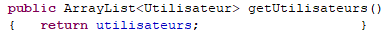 public ArrayList<Utilisateur> getUtilisateurs()
{ return utilisateurs; }